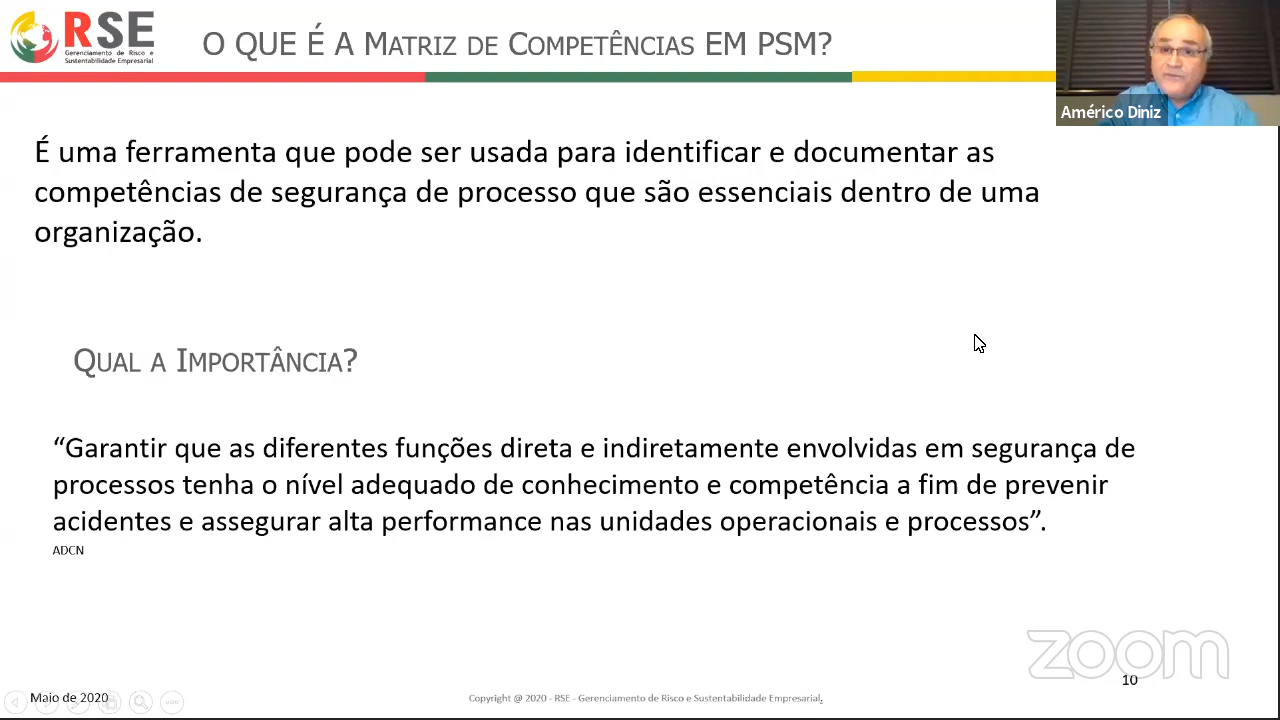 RSE
Gerenciamento de Risco e
Sustentabilidade Empresarial
O QUE É A MATRIZ DE COMPETÊNCIAS EM PSM?
Américo Diniz
É uma ferramenta que pode ser usada para identificar e documentar as
competências de segurança de processo que são essenciais dentro de uma
organização.
QUAL A IMPORTÂNCIA?
“Garantir que as diferentes funções direta e indiretamente envolvidas em segurança de
processos tenha o nível adequado de conhecimento e competência a fim de prevenir
acidentes e assegurar alta performance nas unidades operacionais e processos”.
ADCN
zoom
10
Maio de 2020
Copyright @ 2020 - RSE - Gerenciamento de Risco e Sustentabilidade Empresarial.